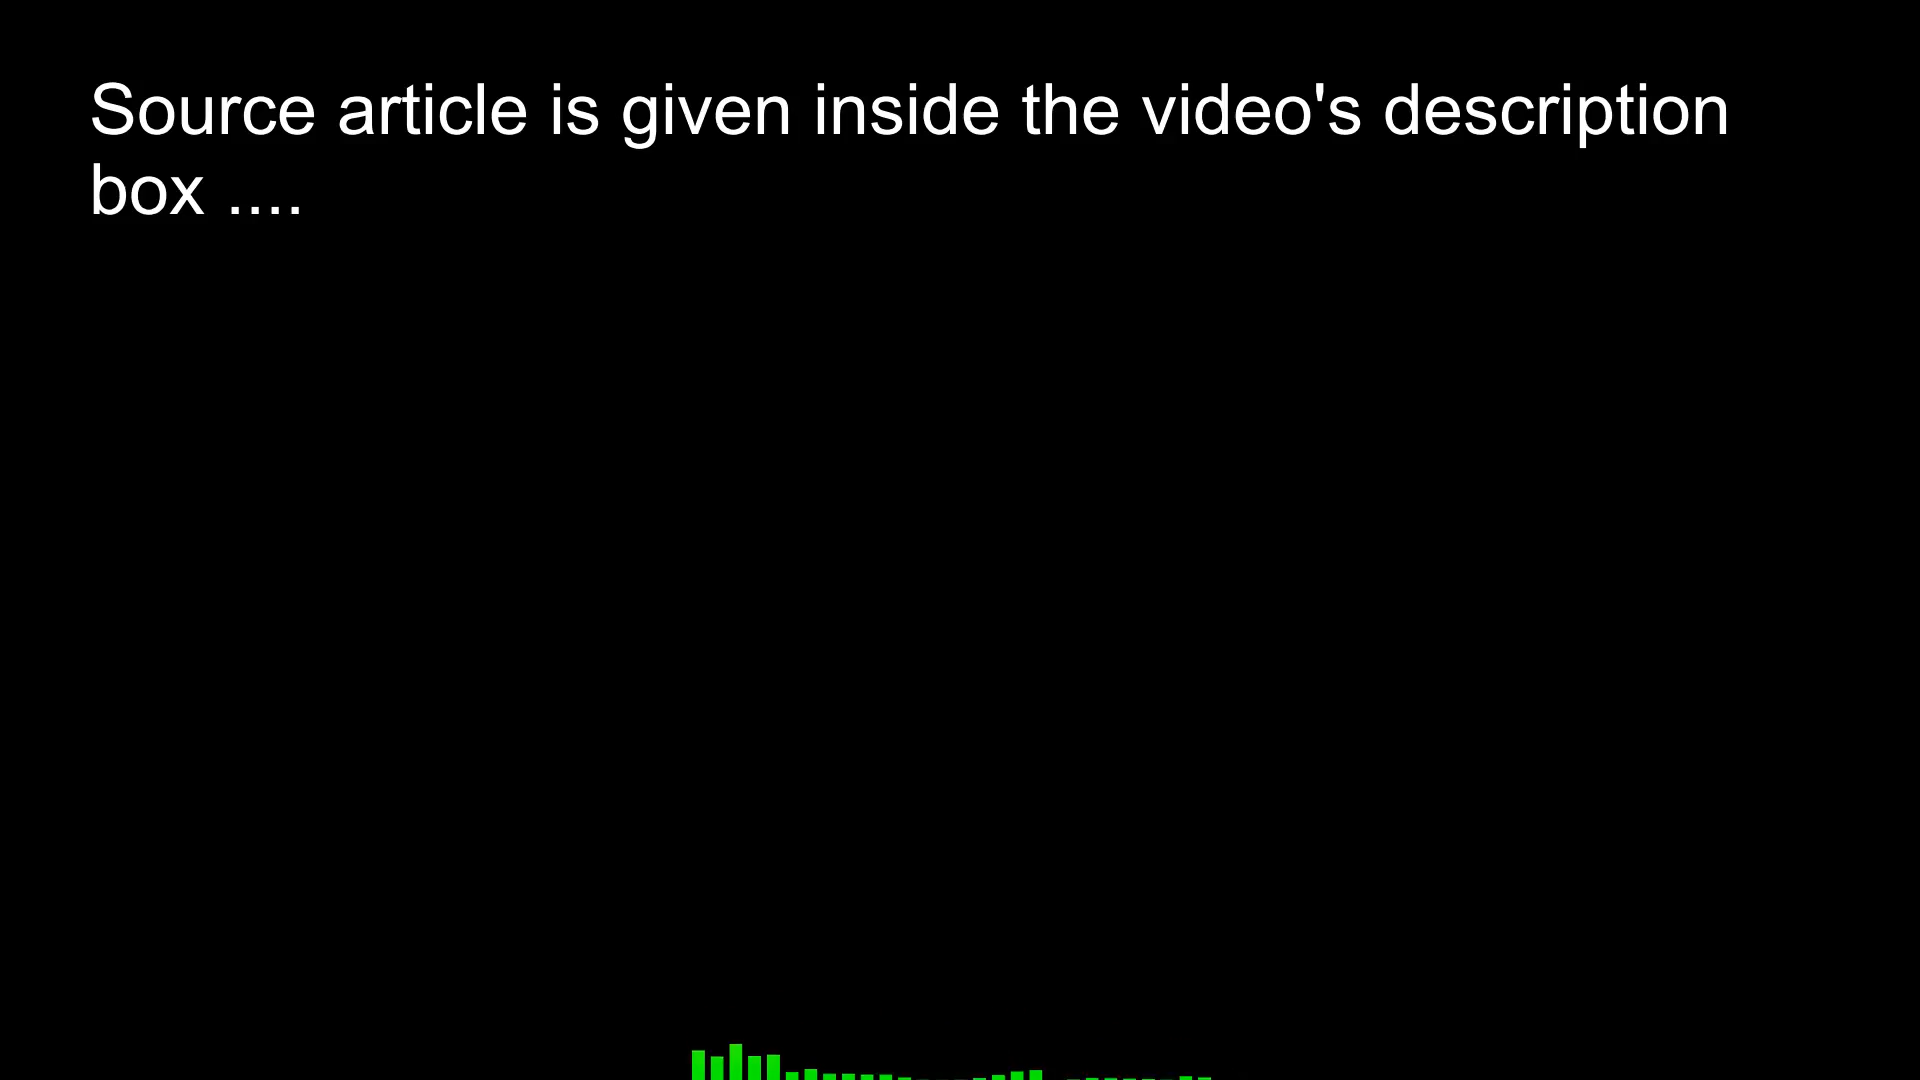 Source article is given inside the video's description
box ....